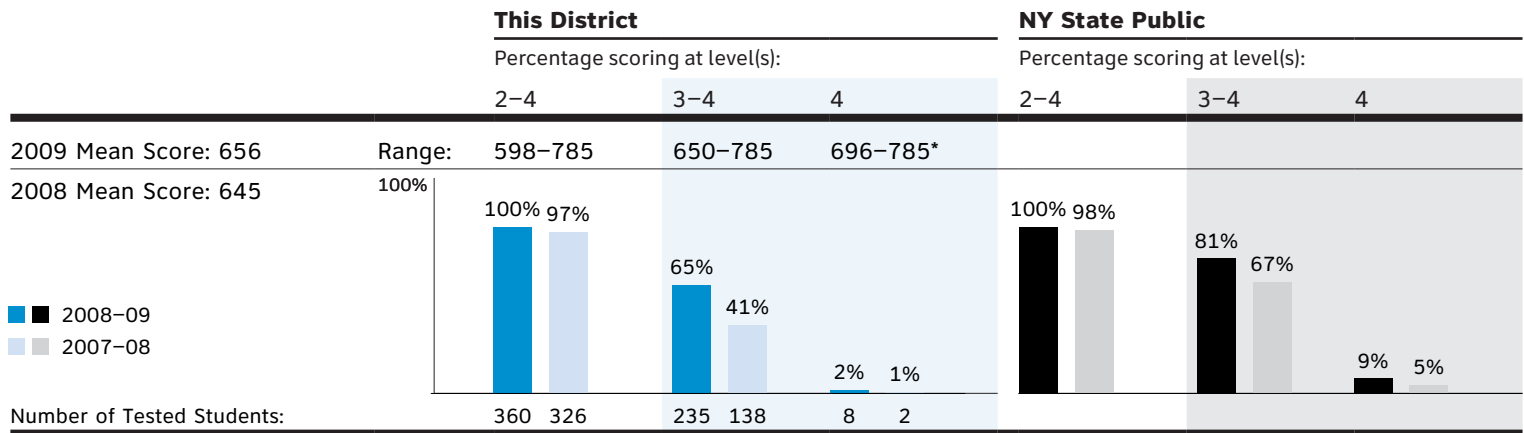 This District NY State Public
Percentage scoring at level(s): Percentage scoring at level(s):
2–4 3–4 4 2–4 3–4 4
2009 Mean Score: 656 Range: 598–785 650–785 696–785*
2008 Mean Score: 645 100%
100% 97% 100% 98%
81%
65% 67%
41%
2% 1% 9% 5%
2008–09
2007–08
Number of Tested Students: 360 326 235 138 8 2